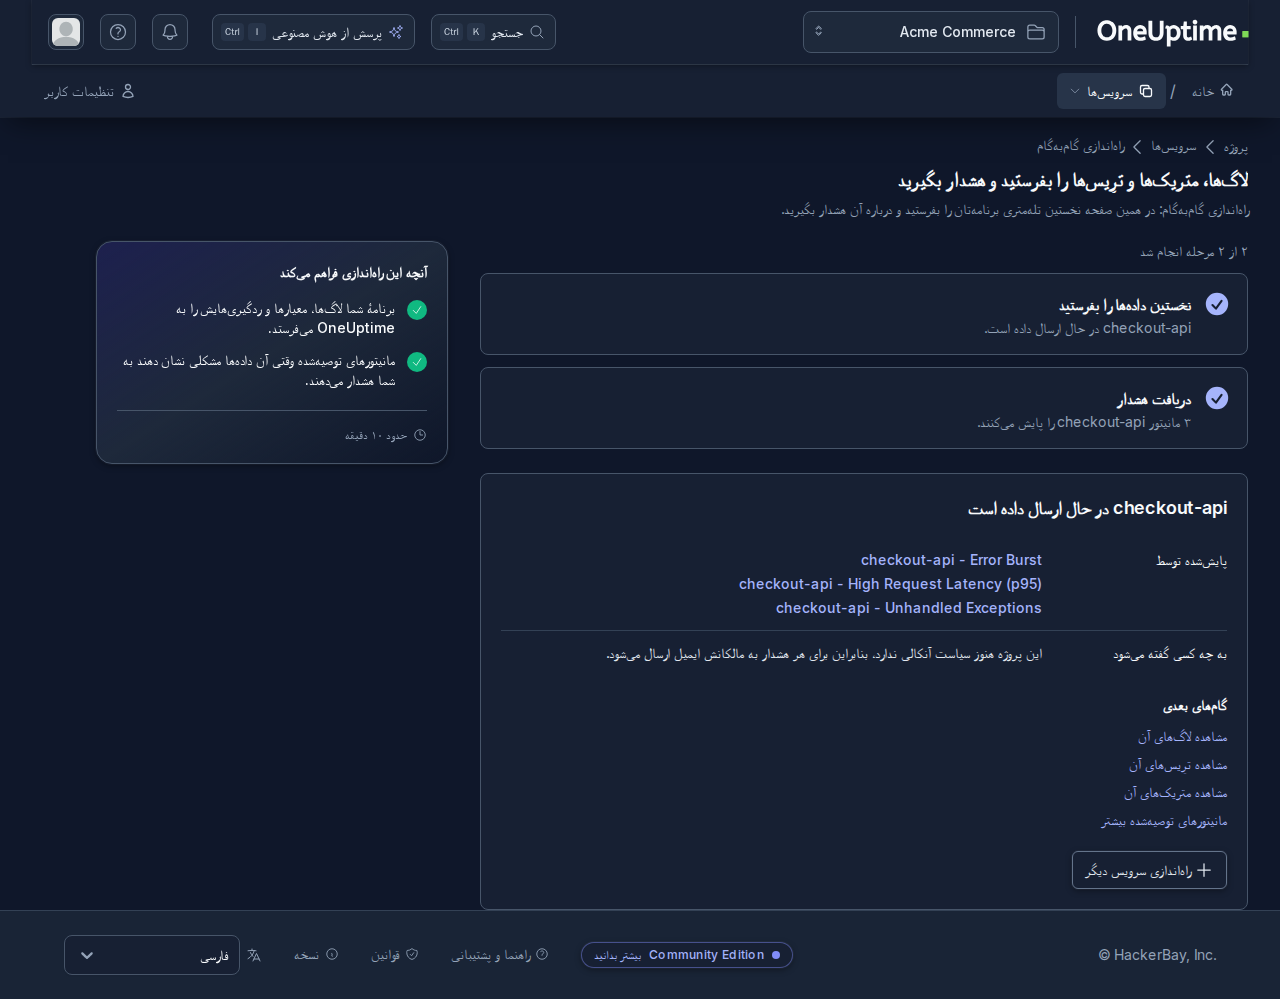 OneUptime
Acme Commerce
جستجو K Ctrl
پرسش از هوش مصنوعی I Ctrl
خانه / سرویس‌ها
تنظیمات کاربر
پروژه
سرویس‌ها
راه‌اندازی گام‌به‌گام
لاگ‌ها، متریک‌ها و تریس‌ها را بفرستید و هشدار بگیرید
راه‌اندازی گام‌به‌گام: در همین صفحه نخستین تله‌متری برنامه‌تان را بفرستید و درباره آن هشدار بگیرید.
۲ از ۲ مرحله انجام شد
نخستین داده‌ها را بفرستید
checkout-api در حال ارسال داده است.
دریافت هشدار
۳ مانیتور checkout-api را پایش می‌کنند.
checkout-api در حال ارسال داده است
پایش‌شده توسط
checkout-api - Error Burst
checkout-api - High Request Latency (p95)
checkout-api - Unhandled Exceptions
به چه کسی گفته می‌شود
این پروژه هنوز سیاست آنکالی ندارد، بنابراین برای هر هشدار به مالکانش ایمیل ارسال می‌شود.
گام‌های بعدی
مشاهده لاگ‌های آن
مشاهده تریس‌های آن
مشاهده متریک‌های آن
مانیتورهای توصیه‌شده بیشتر
راه‌اندازی سرویس دیگر
آنچه این راه‌اندازی فراهم می‌کند
برنامهٔ شما لاگ‌ها، معیارها و ردگیری‌هایش را به
OneUptime می‌فرستد.
مانیتورهای توصیه‌شده وقتی آن داده‌ها مشکلی نشان دهند به
شما هشدار می‌دهند.
حدود ۱۰ دقیقه
© HackerBay, Inc.
Community Edition بیشتر بدانید
راهنما و پشتیبانی
قوانین
نسخه
فارسی